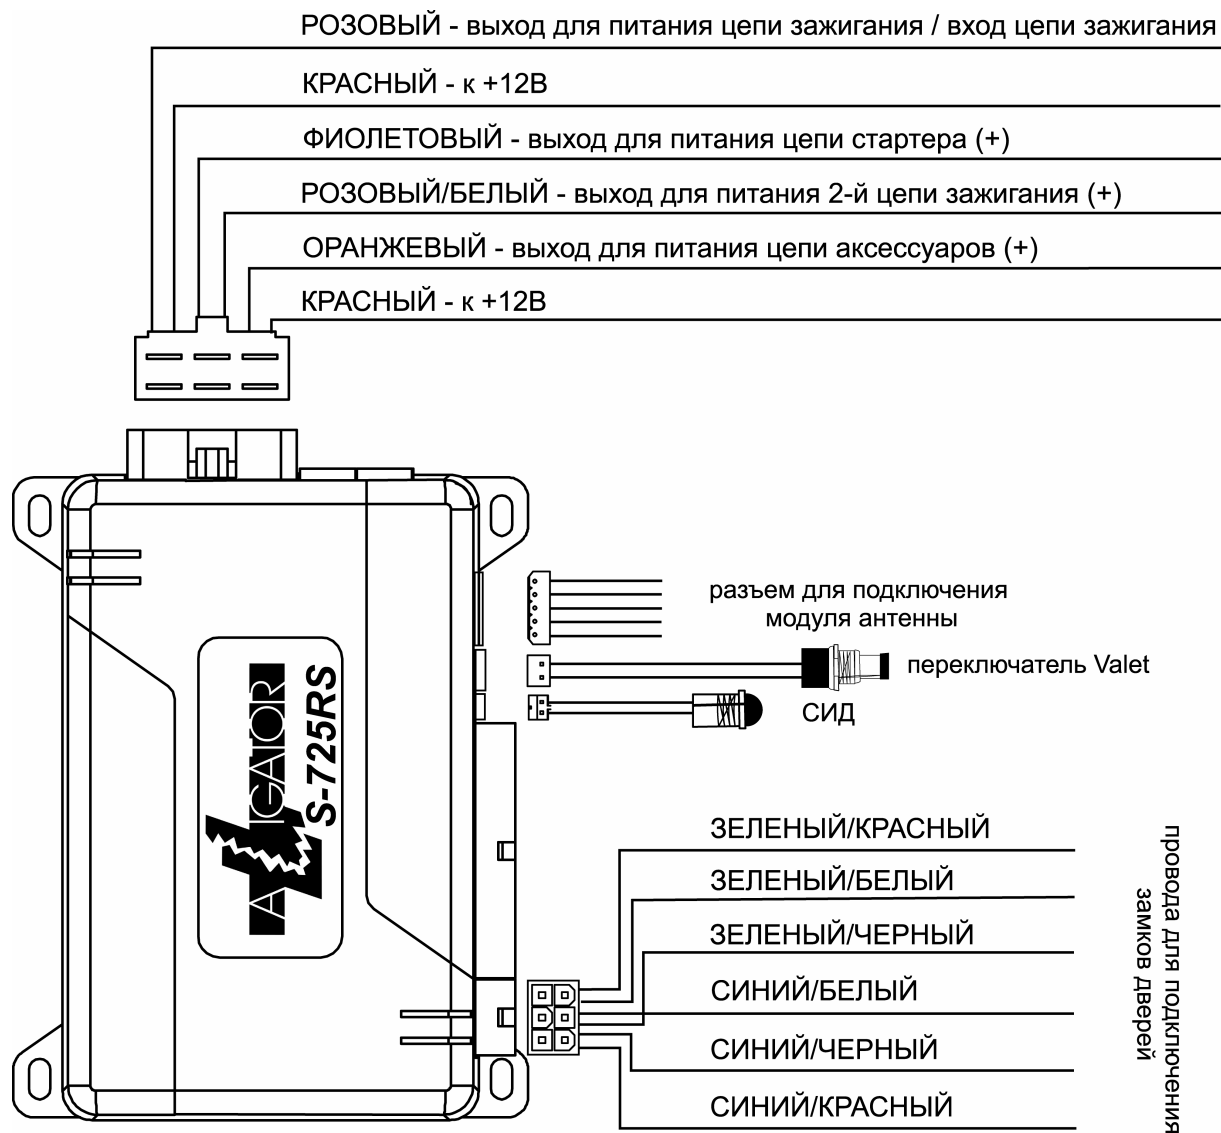 РОЗОВЫЙ - выход для питания цепи зажигания / вход цепи зажигания
КРАСНЫЙ - к +12В
ФИОЛЕТОВЫЙ - выход для питания цепи стартера (+)
РОЗОВЫЙ/БЕЛЫЙ - выход для питания 2-й цепи зажигания (+)
ОРАНЖЕВЫЙ - выход для питания цепи аксессуаров (+)
КРАСНЫЙ - к +12В
разъем для подключения
модуля антенны
переключатель Valet
СИД
ALLIGATOR
S-725RS
ЗЕЛЕНЫЙ/КРАСНЫЙ
ЗЕЛЕНЫЙ/БЕЛЫЙ
ЗЕЛЕНЫЙ/ЧЕРНЫЙ
СИНИЙ/БЕЛЫЙ
СИНИЙ/ЧЕРНЫЙ
СИНИЙ/КРАСНЫЙ
провода для подключения
замков дверей